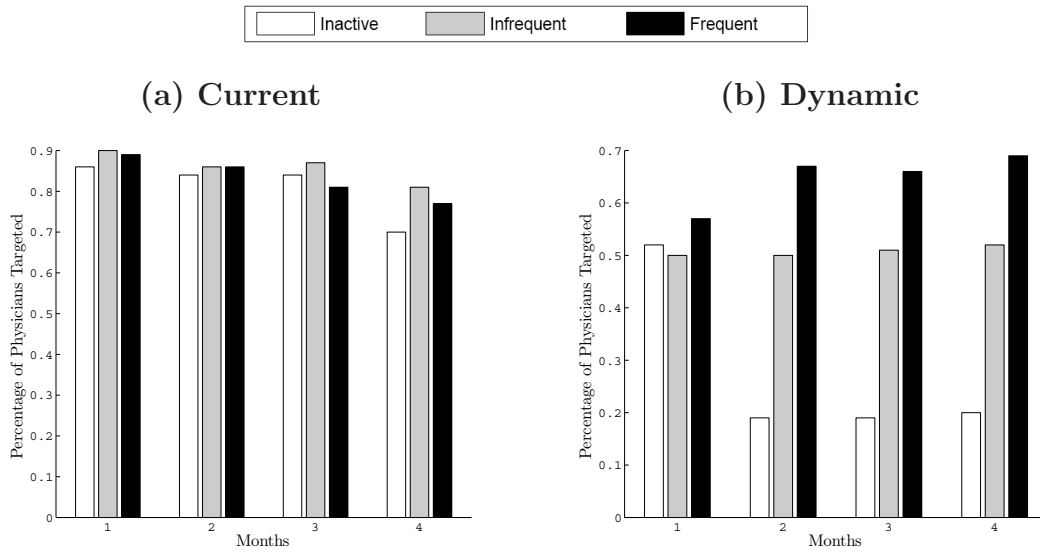 Inactive Infrequent Frequent
(a) Current
(b) Dynamic
Percentage of Physicians Targeted
0.9
0.8
0.7
0.6
0.5
0.4
0.3
0.2
0.1
0
1 2 3 4
Months
Percentage of Physicians Targeted
0.7
0.6
0.5
0.4
0.3
0.2
0.1
0
1 2 3 4
Months